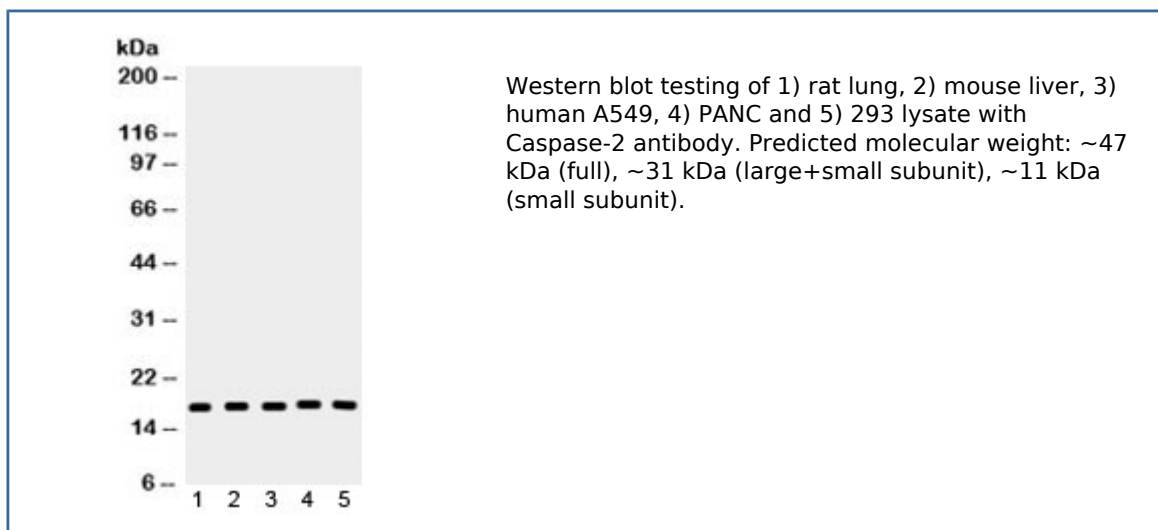 kDa
200 --
116 --
97 --
66 --
44 --
31 --
22 --
14 --
6 --
1 2 3 4 5
Western blot testing of 1) rat lung, 2) mouse liver, 3)
human A549, 4) PANC and 5) 293 lysate with
Caspase-2 antibody. Predicted molecular weight: ~47
kDa (full), ~31 kDa (large+small subunit), ~11 kDa
(small subunit).